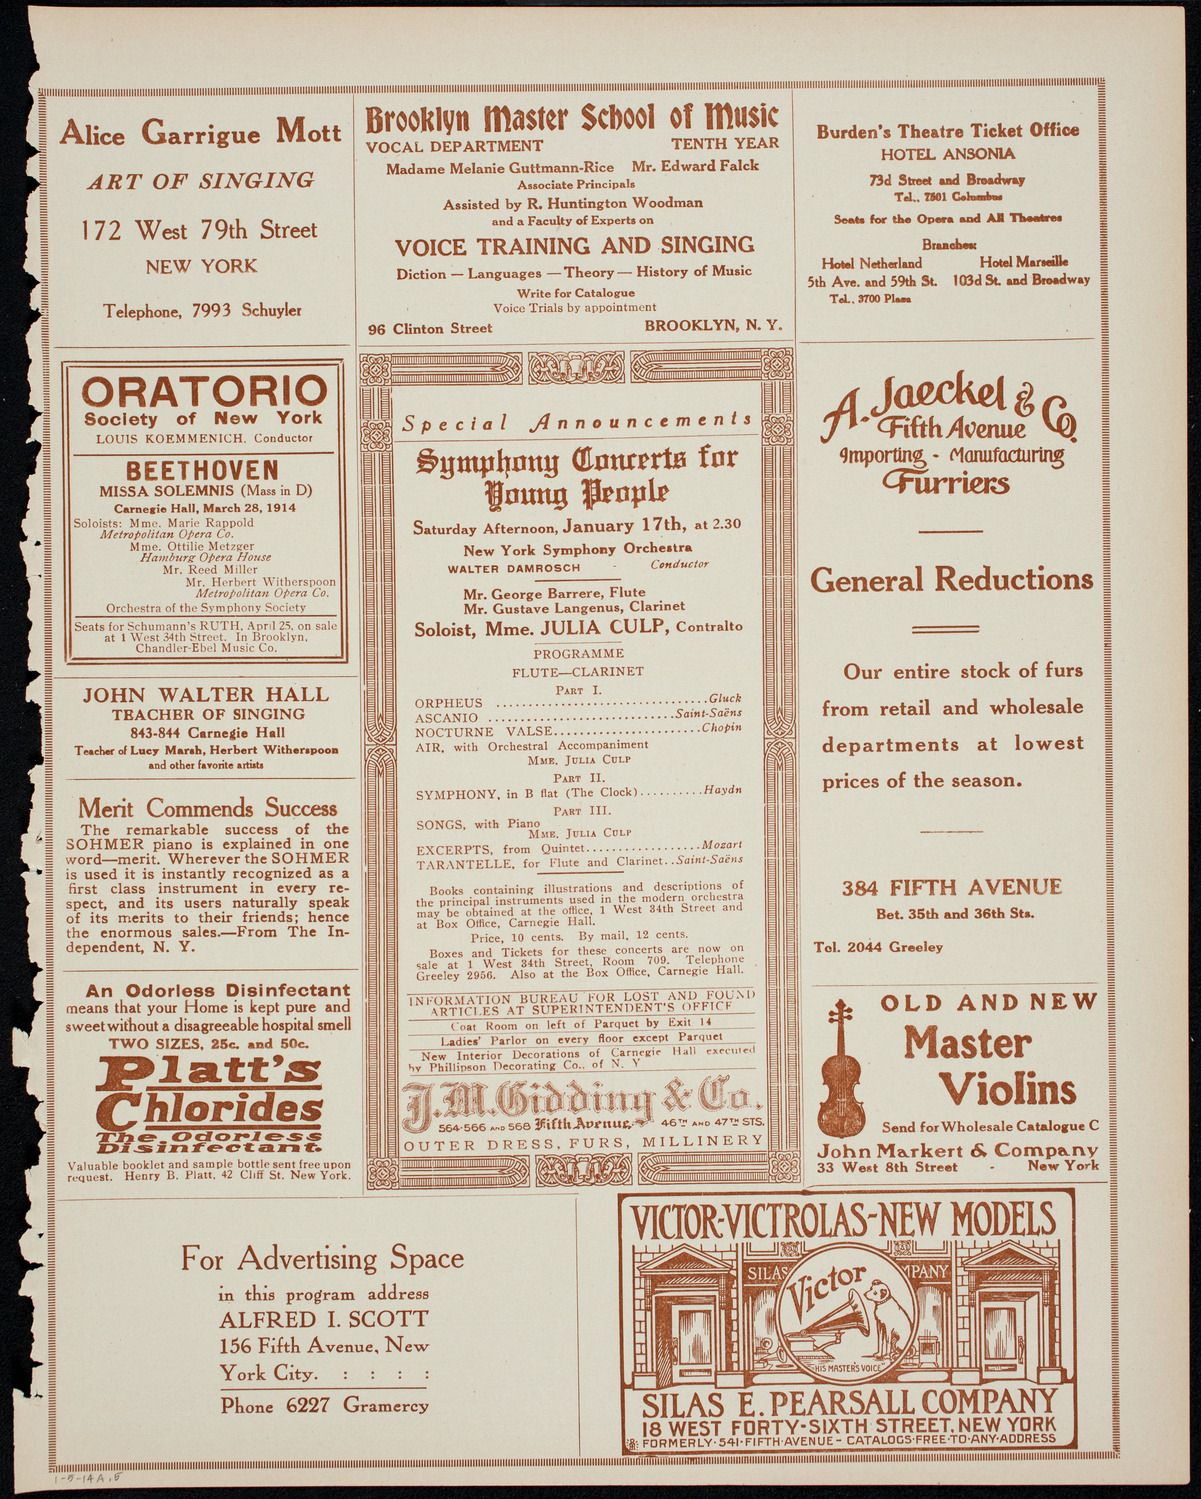 Alice Garrigue Mott
ART OF SINGING
172 West 79th Street
NEW YORK
Telephone, 7993 Schuyler
Brooklyn Master School of Music
VOCAL DEPARTMENT TENTH YEAR
Madame Melanie Guttmann-Rice Mr. Edward Falck
Associate Principals
Assisted by R. Huntington Woodman
and a Faculty of Experts on
VOICE TRAINING AND SINGING
Diction — Languages — Theory — History of Music
Write for Catalogue
Voice Trials by appointment
96 Clinton Street BROOKLYN, N. Y.
Burden's Theatre Ticket Office
HOTEL ANSONIA
73d Street and Broadway
Tel., 7501 Columbus
Seats for the Opera and All Theatres
Branches:
Hotel Netherland Hotel Marseille
5th Ave. and 59th St. 103d St. and Broadway
Tel., 3700 Plaza
ORATORIO
Society of New York
LOUIS KOEMMENICH, Conductor
BEETHOVEN
MISSA SOLEMNIS (Mass in D)
Carnegie Hall, March 28, 1914
Soloists: Mme. Marie Rappold
Metropolitan Opera Co.
Mme. Ottilie Metzger
Hamburg Opera House
Mr. Reed Miller
Mr. Herbert Witherspoon
Metropolitan Opera Co.
Orchestra of the Symphony Society
Seats for Schumann's RUTH, April 25, on sale
at 1 West 34th Street. In Brooklyn,
Chandler-Ebel Music Co.
JOHN WALTER HALL
TEACHER OF SINGING
843-844 Carnegie Hall
Teacher of Lucy Marsh, Herbert Witherspoon
and other favorite artists
Merit Commends Success
The remarkable success of the
SOHMER piano is explained in one
word—merit. Wherever the SOHMER
is used it is instantly recognized as a
first class instrument in every re-
spect, and its users naturally speak
of its merits to their friends; hence
the enormous sales.—From The In-
dependent, N. Y.
An Odorless Disinfectant
means that your Home is kept pure and
sweet without a disagreeable hospital smell
TWO SIZES, 25c. and 50c.
Platt's
Chlorides
The Odorless
Disinfectant.
Valuable booklet and sample bottle sent free upon
request. Henry B. Platt, 42 Cliff St. New York.
Special Announcements
Symphony Concerts for
Young People
Saturday Afternoon, January 17th, at 2.30
New York Symphony Orchestra
WALTER DAMROSCH - Conductor
Mr. George Barrere, Flute
Mr. Gustave Langenus, Clarinet
Soloist, Mme. JULIA CULP, Contralto
PROGRAMME
FLUTE—CLARINET
PART I.
ORPHEUS ................................Gluck
ASCANIO ............................Saint-Saëns
NOCTURNE VALSE......................Chopin
AIR, with Orchestral Accompaniment
MME. JULIA CULP
PART II.
SYMPHONY, in B flat (The Clock)..........Haydn
PART III.
SONGS, with Piano
MME. JULIA CULP
EXCERPTS, from Quintet.................Mozart
TARANTELLE, for Flute and Clarinet..Saint-Saëns
Books containing illustrations and descriptions of
the principal instruments used in the modern orchestra
may be obtained at the office, 1 West 34th Street and
at Box Office, Carnegie Hall.
Price, 10 cents. By mail, 12 cents.
Boxes and Tickets for these concerts are now on
sale at 1 West 34th Street, Room 709. Telephone
Greeley 2956. Also at the Box Office, Carnegie Hall.
INFORMATION BUREAU FOR LOST AND FOUND
ARTICLES AT SUPERINTENDENT'S OFFICE
Coat Room on left of Parquet by Exit 14
Ladies' Parlor on every floor except Parquet
New Interior Decorations of Carnegie Hall executed
by Phillipson Decorating Co., of N. Y
J.M. Gidding & Co.
564-566 AND 568 Fifth Avenue, 46TH AND 47TH STS.
OUTER DRESS, FURS, MILLINERY
A. Jaeckel & Co.
Fifth Avenue
Importing - Manufacturing
Furriers
General Reductions
Our entire stock of furs
from retail and wholesale
departments at lowest
prices of the season.
384 FIFTH AVENUE
Bet. 35th and 36th Sts.
Tel. 2044 Greeley
OLD AND NEW
Master
Violins
Send for Wholesale Catalogue C
John Markert & Company
33 West 8th Street - New York
For Advertising Space
in this program address
ALFRED I. SCOTT
156 Fifth Avenue, New
York City. : : : :
Phone 6227 Gramercy
VICTOR-VICTROLAS-NEW MODELS
SILAS MPANY
Victor
"HIS MASTER'S VOICE"
SILAS E. PEARSALL COMPANY
18 WEST FORTY-SIXTH STREET, NEW YORK
FORMERLY·541·FIFTH·AVENUE - CATALOGS·FREE·TO·ANY·ADDRESS
1-5-14A.5